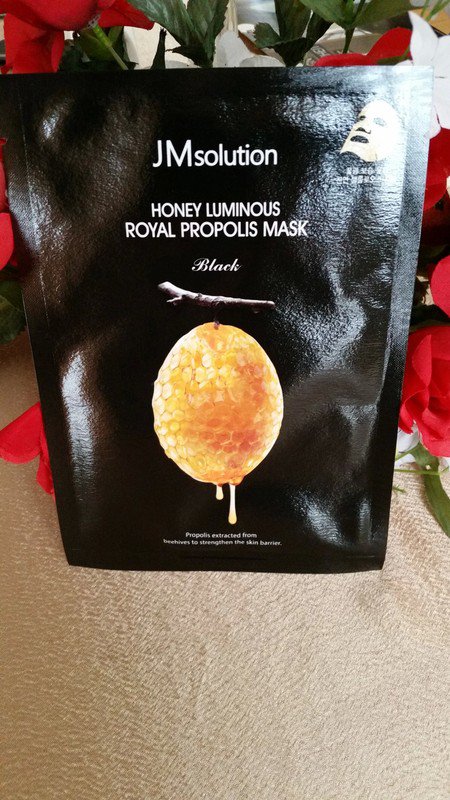 JMsolution
HONEY LUMINOUS
ROYAL PROPOLIS MASK
Black
Propolis extracted from
beehives to strengthen the skin barrier.